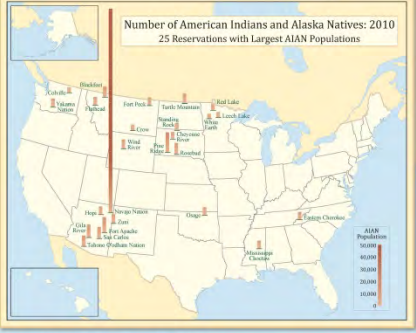 Number of American Indians and Alaska Natives: 2010
25 Reservations with Largest AIAN Populations
Blackfeet
Colville
Yakama
Nation
Flathead
Fort Peck
Turtle Mountain
Red Lake
Leech Lake
White
Earth
Standing
Rock
Crow
Cheyenne
River
Wind
River
Pine
Ridge
Rosebud
Hopi
Navajo Nation
Zuni
Gila
River
Fort Apache
San Carlos
Tohono O'odham Nation
Osage
Eastern Cherokee
Mississippi
Choctaw
AIAN
Population
50,000
40,000
30,000
20,000
10,000
0